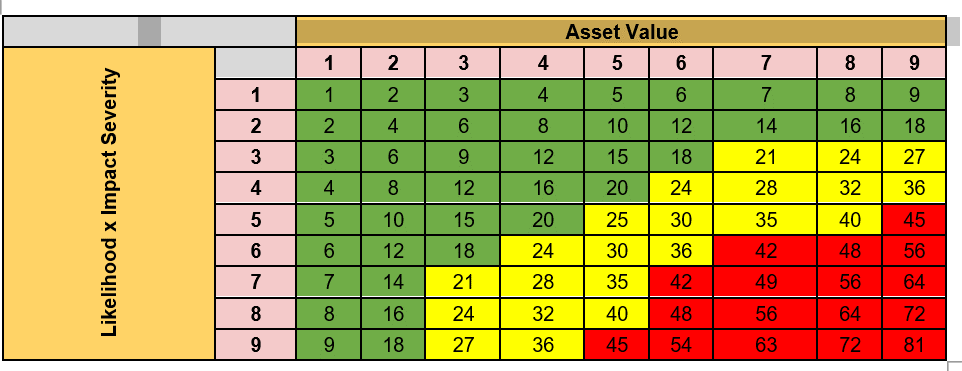 Asset Value
1 2 3 4 5 6 7 8 9
Likelihood x Impact Severity
1 1 2 3 4 5 6 7 8 9
2 2 4 6 8 10 12 14 16 18
3 3 6 9 12 15 18 21 24 27
4 4 8 12 16 20 24 28 32 36
5 5 10 15 20 25 30 35 40 45
6 6 12 18 24 30 36 42 48 56
7 7 14 21 28 35 42 49 56 64
8 8 16 24 32 40 48 56 64 72
9 9 18 27 36 45 54 63 72 81